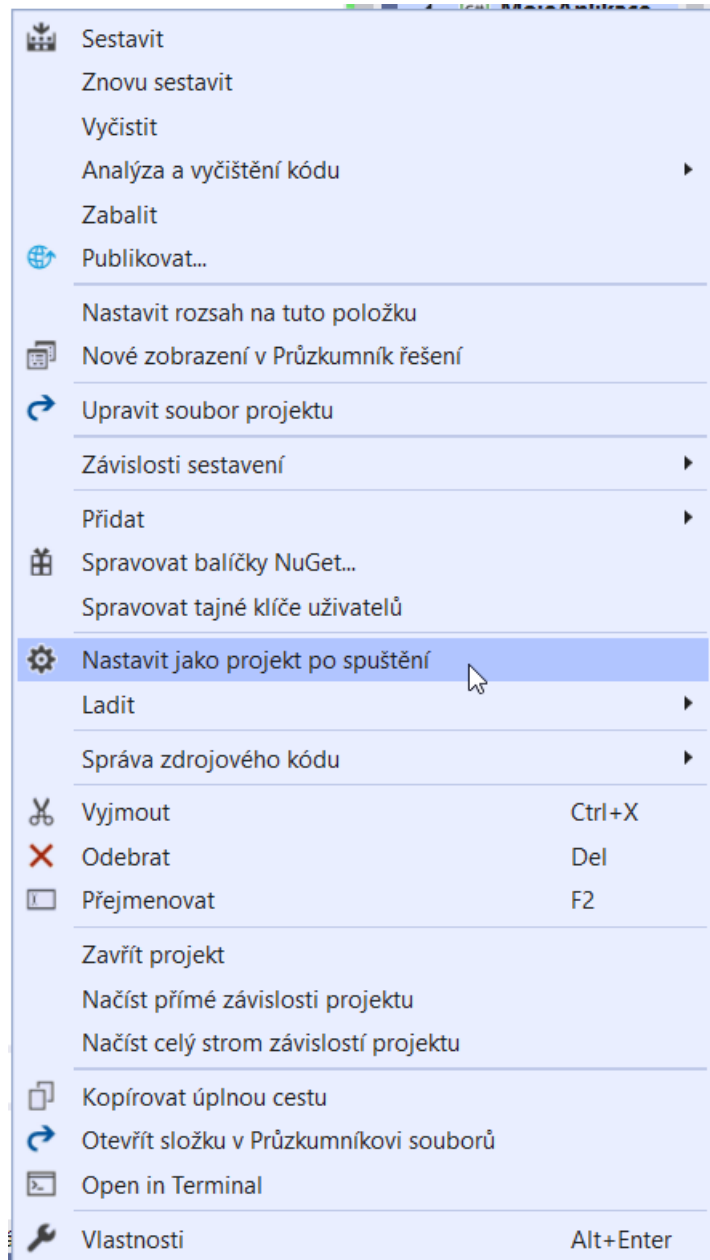 Sestavit
Znovu sestavit
Vyčistit
Analýza a vyčištění kódu
Zabalit
Publikovat...
Nastavit rozsah na tuto položku
Nové zobrazení v Průzkumník řešení
Upravit soubor projektu
Závislosti sestavení
Přidat
Spravovat balíčky NuGet...
Spravovat tajné klíče uživatelů
Nastavit jako projekt po spuštění
Ladit
Správa zdrojového kódu
Vyjmout Ctrl+X
Odebrat Del
Přejmenovat F2
Zavřít projekt
Načíst přímé závislosti projektu
Načíst celý strom závislostí projektu
Kopírovat úplnou cestu
Otevřít složku v Průzkumníkovi souborů
Open in Terminal
Vlastnosti Alt+Enter